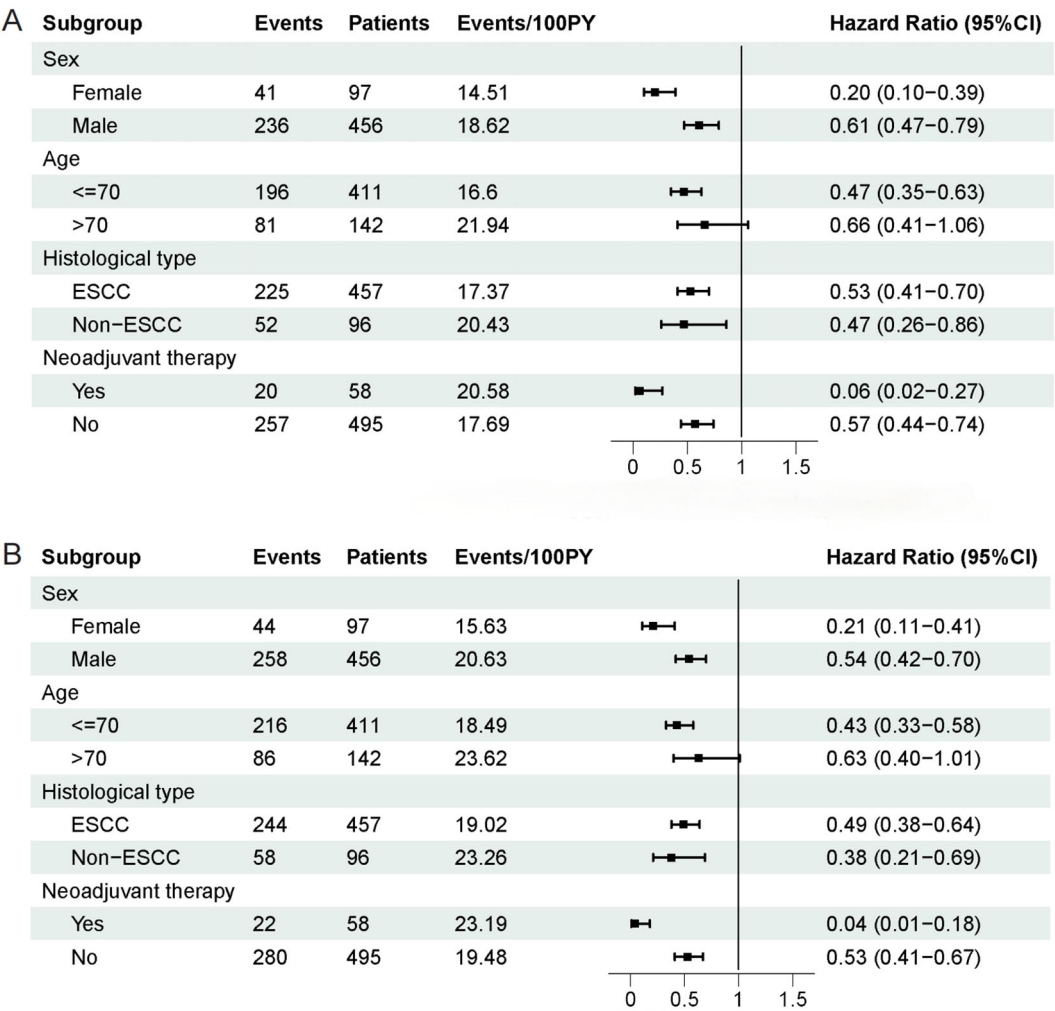 A Subgroup Events Patients Events/100PY Hazard Ratio (95%CI)
Sex
Female 41 97 14.51 0.20 (0.10−0.39)
Male 236 456 18.62 0.61 (0.47−0.79)
Age
<=70 196 411 16.6 0.47 (0.35−0.63)
>70 81 142 21.94 0.66 (0.41−1.06)
Histological type
ESCC 225 457 17.37 0.53 (0.41−0.70)
Non−ESCC 52 96 20.43 0.47 (0.26−0.86)
Neoadjuvant therapy
Yes 20 58 20.58 0.06 (0.02−0.27)
No 257 495 17.69 0.57 (0.44−0.74)
0 0.5 1 1.5
B Subgroup Events Patients Events/100PY Hazard Ratio (95%CI)
Sex
Female 44 97 15.63 0.21 (0.11−0.41)
Male 258 456 20.63 0.54 (0.42−0.70)
Age
<=70 216 411 18.49 0.43 (0.33−0.58)
>70 86 142 23.62 0.63 (0.40−1.01)
Histological type
ESCC 244 457 19.02 0.49 (0.38−0.64)
Non−ESCC 58 96 23.26 0.38 (0.21−0.69)
Neoadjuvant therapy
Yes 22 58 23.19 0.04 (0.01−0.18)
No 280 495 19.48 0.53 (0.41−0.67)
0 0.5 1 1.5